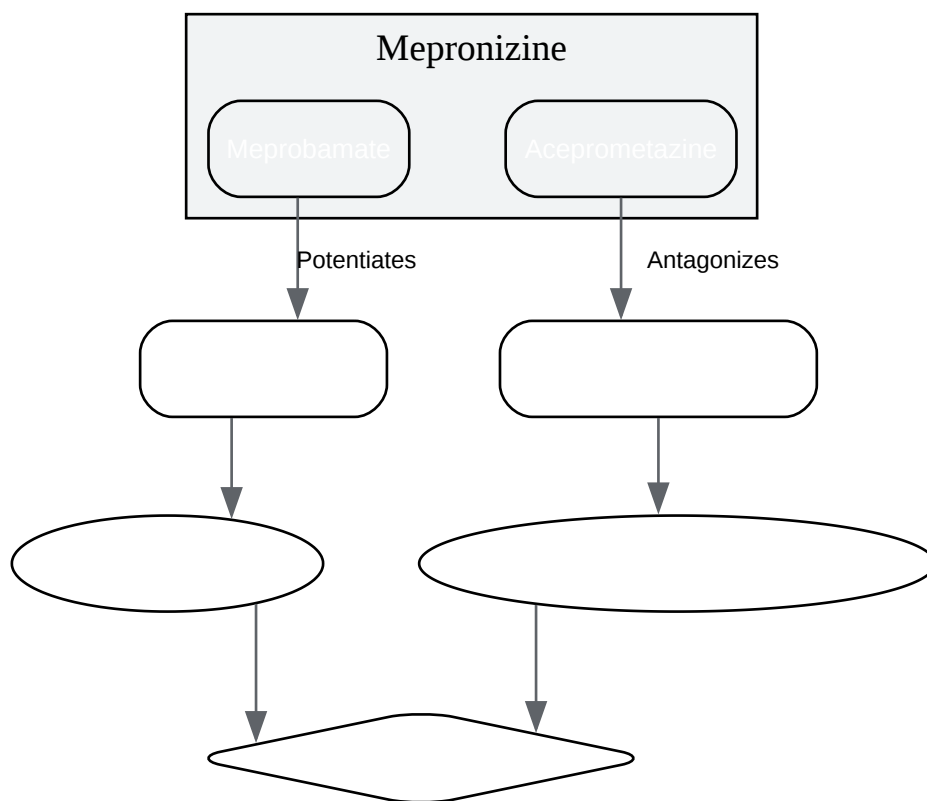 Mepronizine
Meprobamate
Aceprometazine
Potentiates
Antagonizes